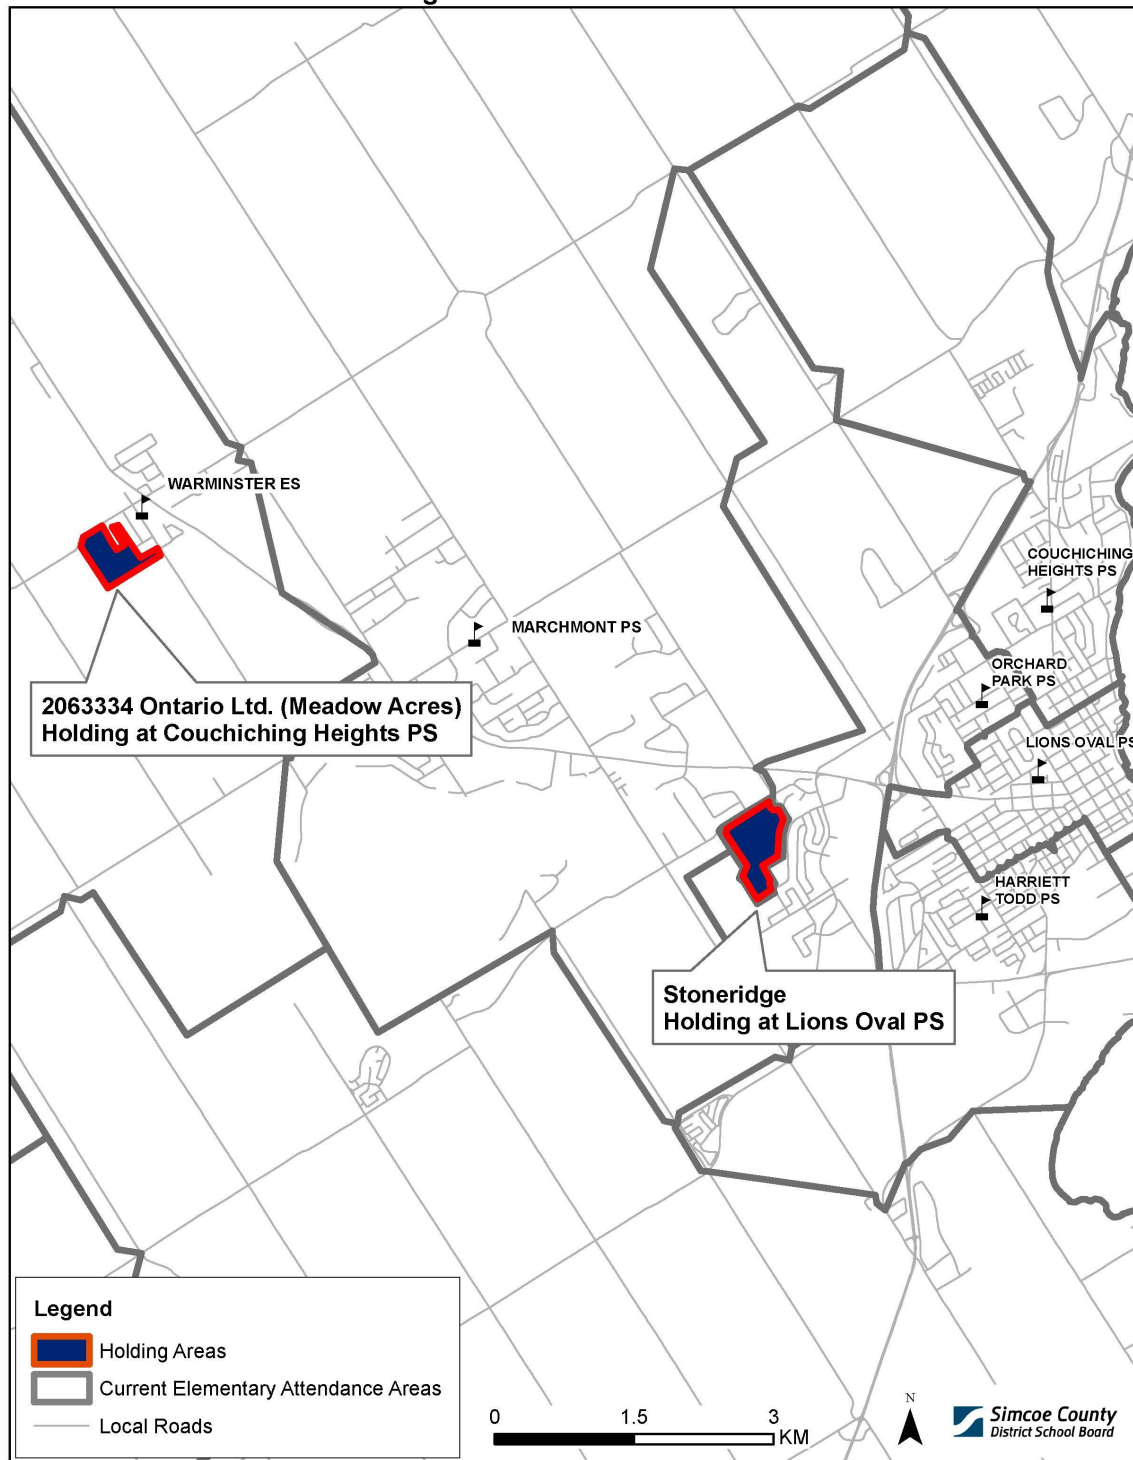 WARMINSTER ES
COUCHICHING
HEIGHTS PS
MARCHMONT PS
ORCHARD
PARK PS
2063334 Ontario Ltd. (Meadow Acres)
Holding at Couchiching Heights PS
LIONS OVAL PS
HARRIETT
TODD PS
Stoneridge
Holding at Lions Oval PS
Legend
Holding Areas
Current Elementary Attendance Areas
Local Roads
0 1.5 3
KM
N
Simcoe County
District School Board